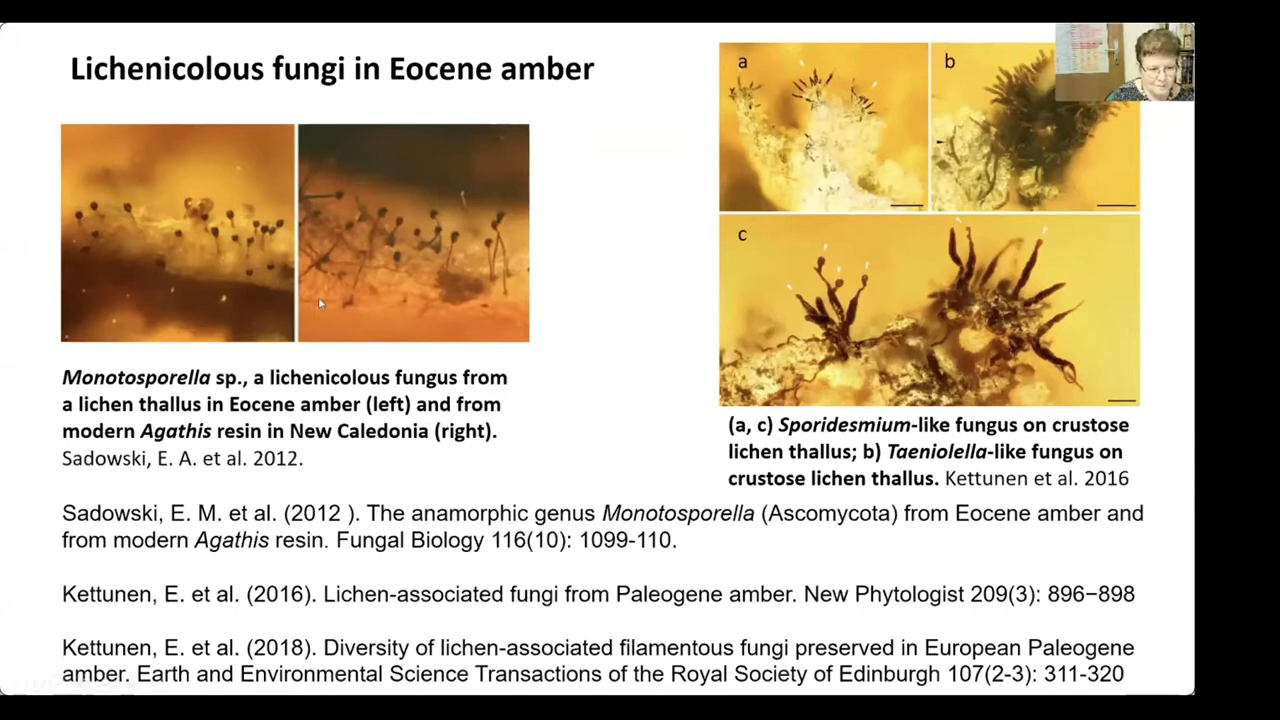 Lichenicolous fungi in Eocene amber
a
b
c
Monotosporella sp., a lichenicolous fungus from
a lichen thallus in Eocene amber (left) and from
modern Agathis resin in New Caledonia (right).
Sadowski, E. A. et al. 2012.
(a, c) Sporidesmium-like fungus on crustose
lichen thallus; b) Taeniolella-like fungus on
crustose lichen thallus. Kettunen et al. 2016
Sadowski, E. M. et al. (2012 ). The anamorphic genus Monotosporella (Ascomycota) from Eocene amber and
from modern Agathis resin. Fungal Biology 116(10): 1099-110.
Kettunen, E. et al. (2016). Lichen-associated fungi from Paleogene amber. New Phytologist 209(3): 896−898
Kettunen, E. et al. (2018). Diversity of lichen-associated filamentous fungi preserved in European Paleogene
amber. Earth and Environmental Science Transactions of the Royal Society of Edinburgh 107(2-3): 311-320